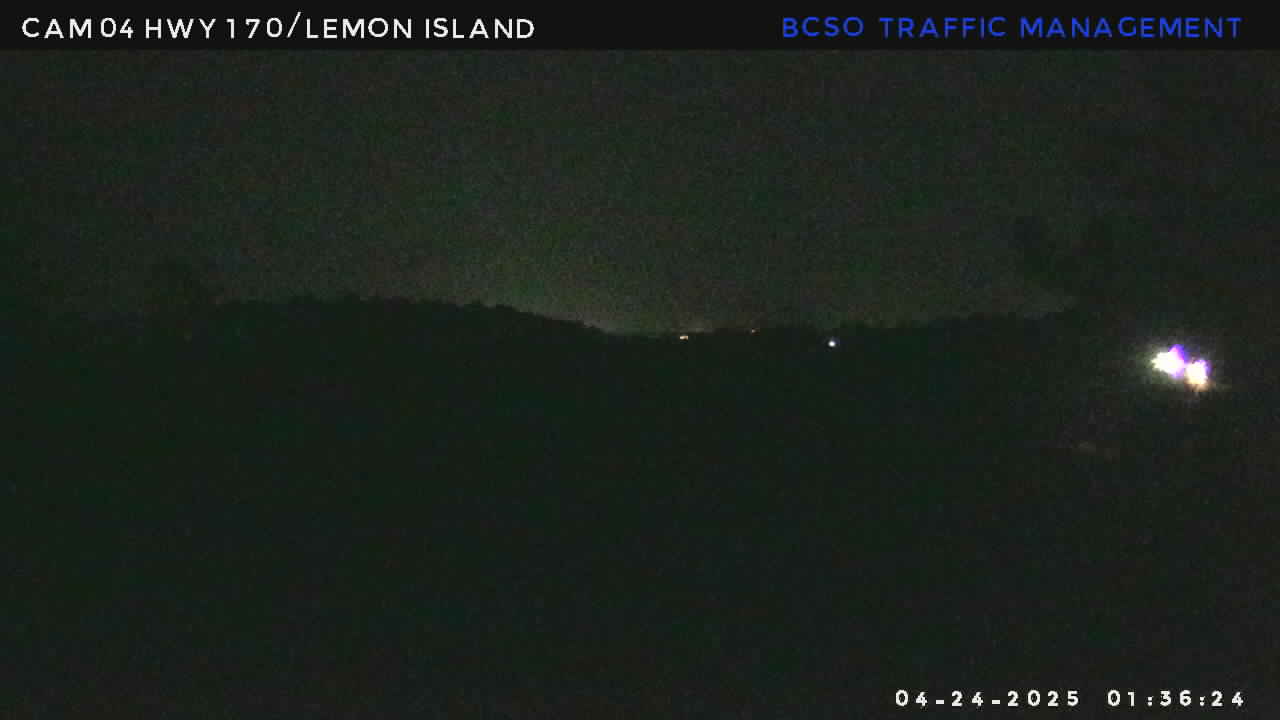 CAM04 HWY 170/LEMON ISLAND
BCSO TRAFFIC MANAGEMENT
04-24-2025 01:36:24